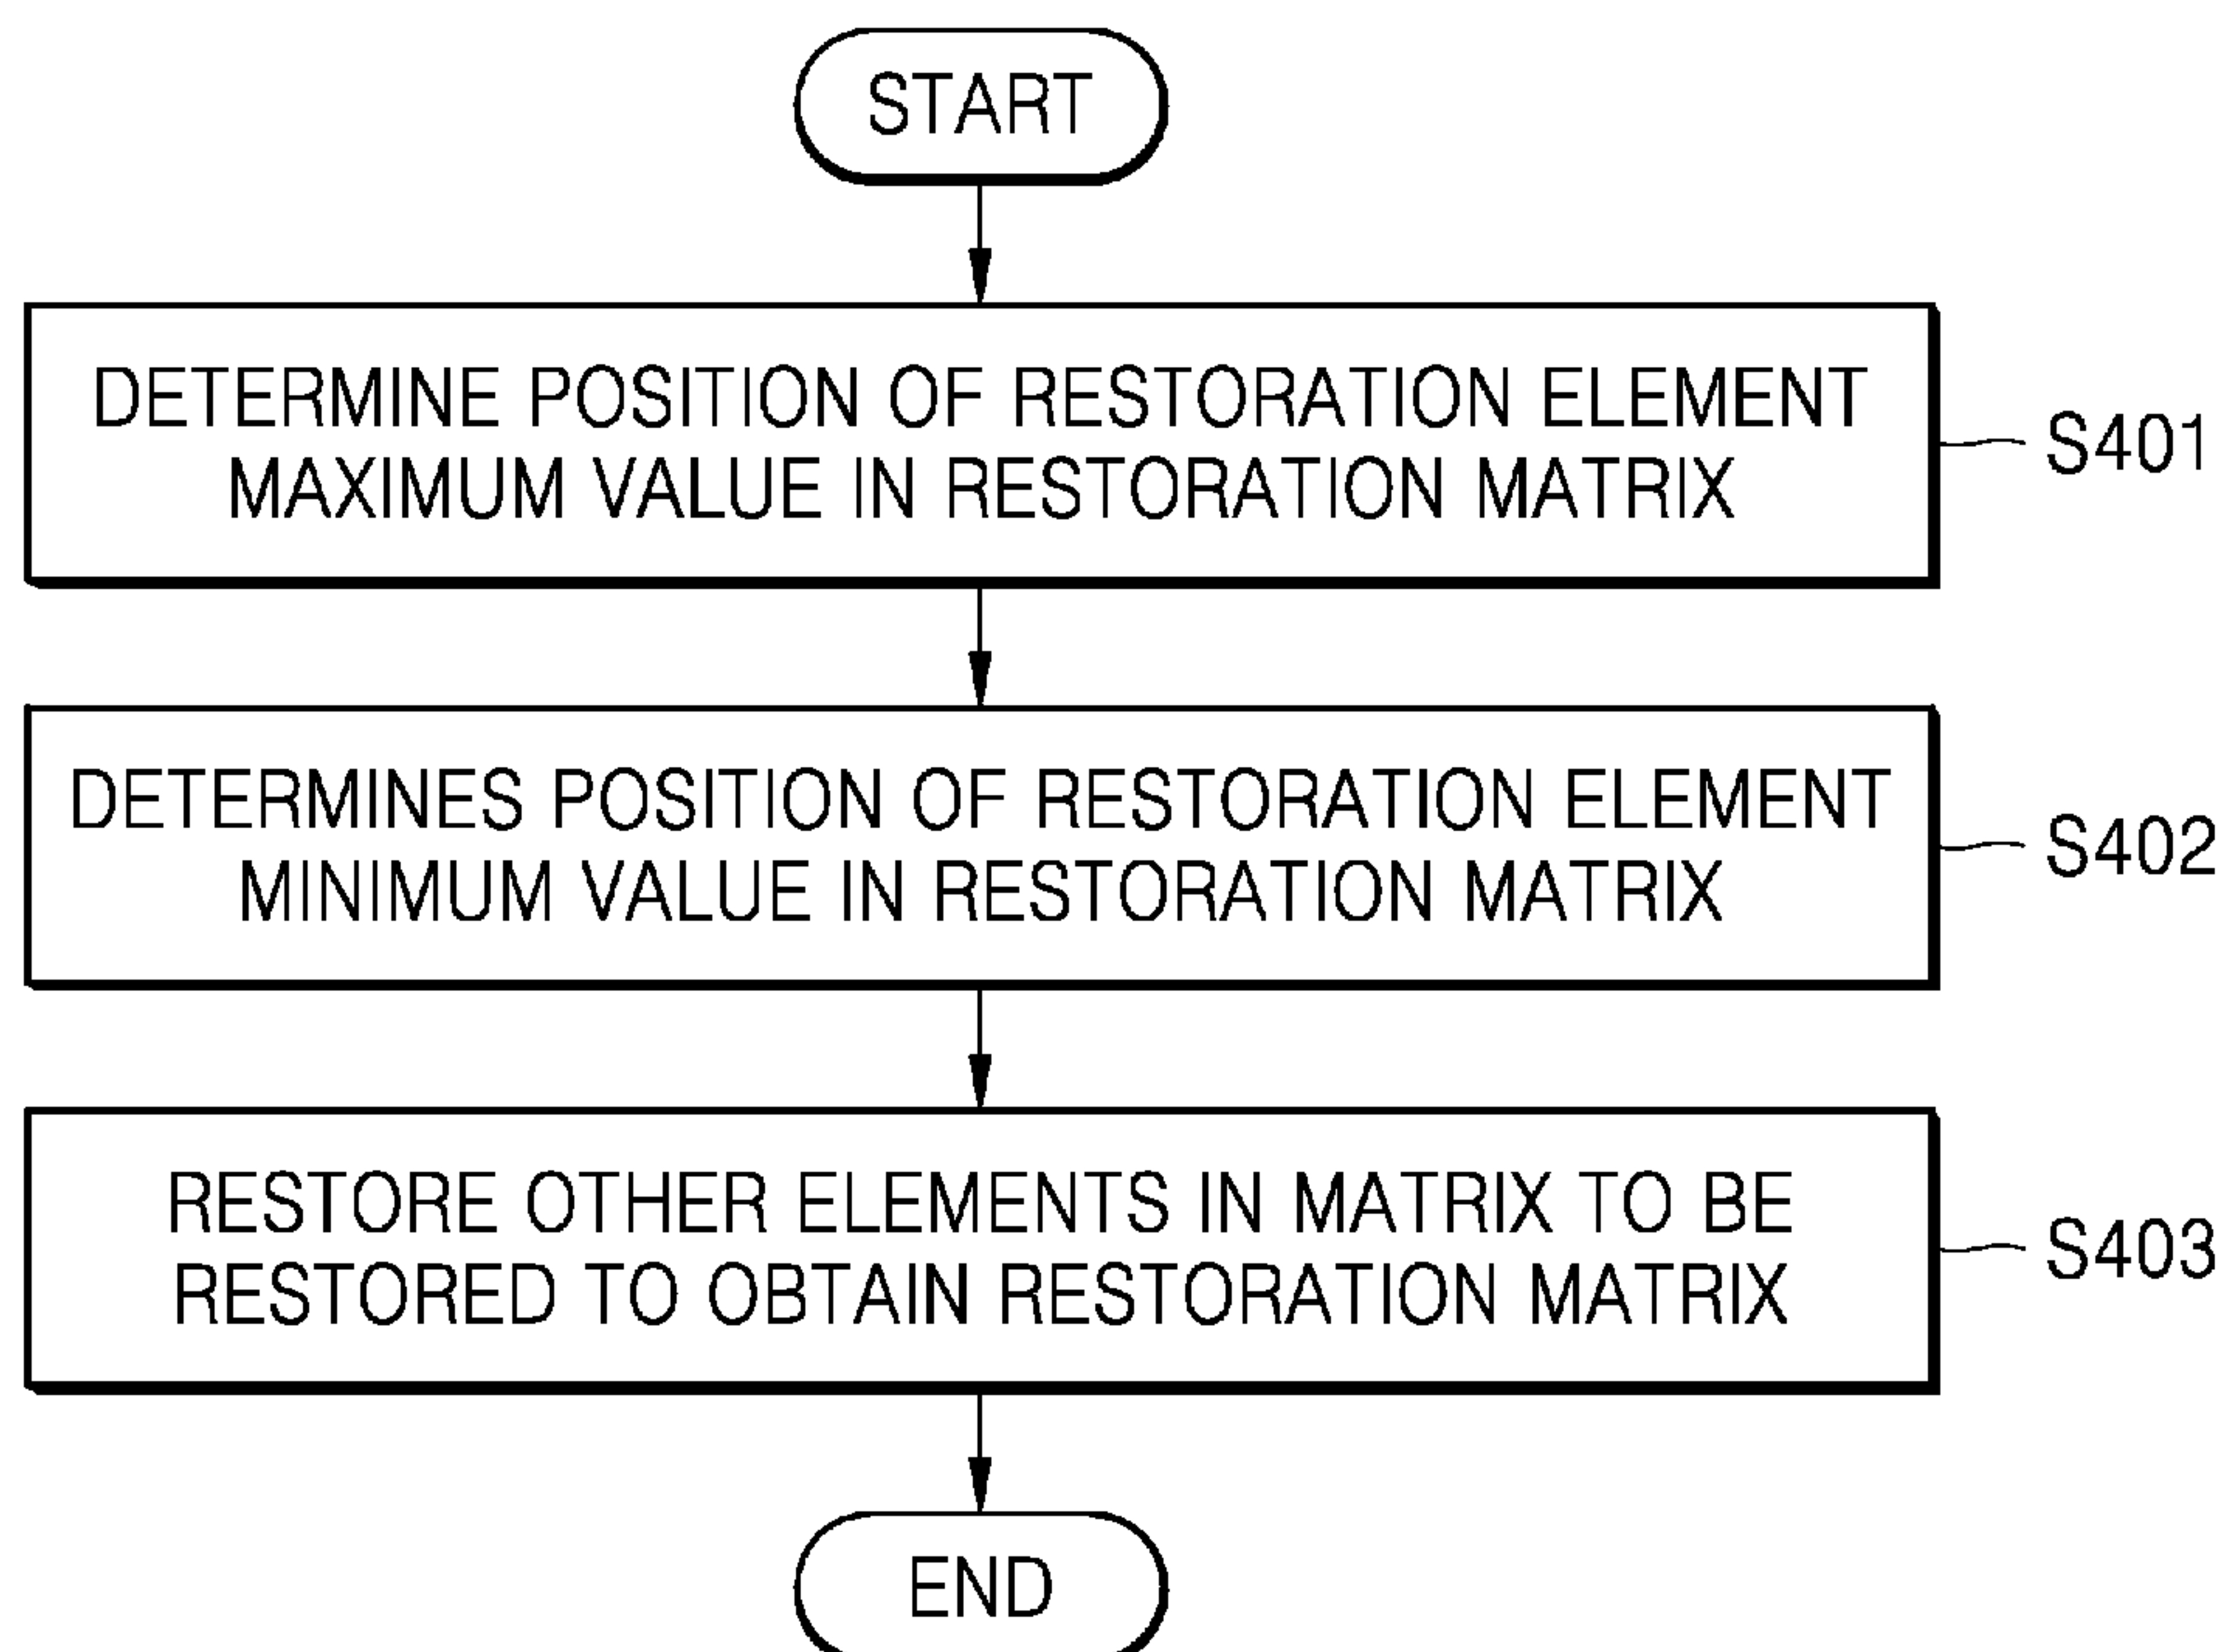 START
DETERMINE POSITION OF RESTORATION ELEMENT
MAXIMUM VALUE IN RESTORATION MATRIX
S401
DETERMINES POSITION OF RESTORATION ELEMENT
MINIMUM VALUE IN RESTORATION MATRIX
S402
RESTORE OTHER ELEMENTS IN MATRIX TO BE
RESTORED TO OBTAIN RESTORATION MATRIX
S403
END